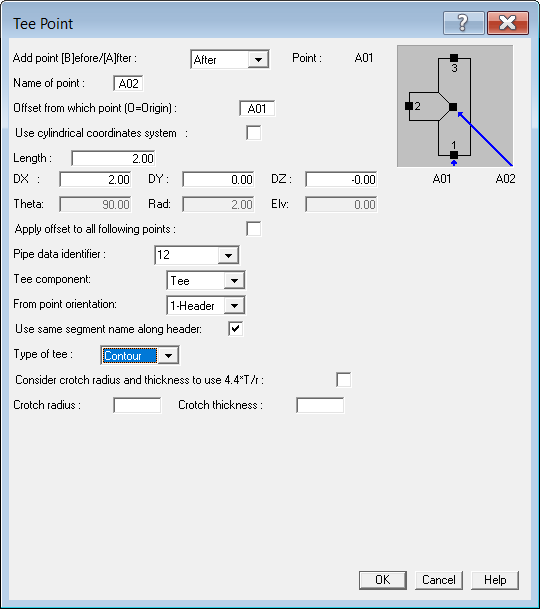 Tee Point
?
Add point [B]efore/[A]fter : After Point : A01
Name of point : A02
Offset from which point (O=Origin) : A01
Use cylindrical coordinates system :
Length : 2.00
DX : 2.00 DY : 0.00 DZ : -0.00
Theta: 90.00 Rad: 2.00 Elv: 0.00
Apply offset to all following points :
Pipe data identifier : 12
Tee component: Tee
From point orientation: 1-Header
Use same segment name along header:
Type of tee : Contour
Consider crotch radius and thickness to use 4.4*T/r :
Crotch radius : Crotch thickness :
3
2
1
A01 A02
OK Cancel Help